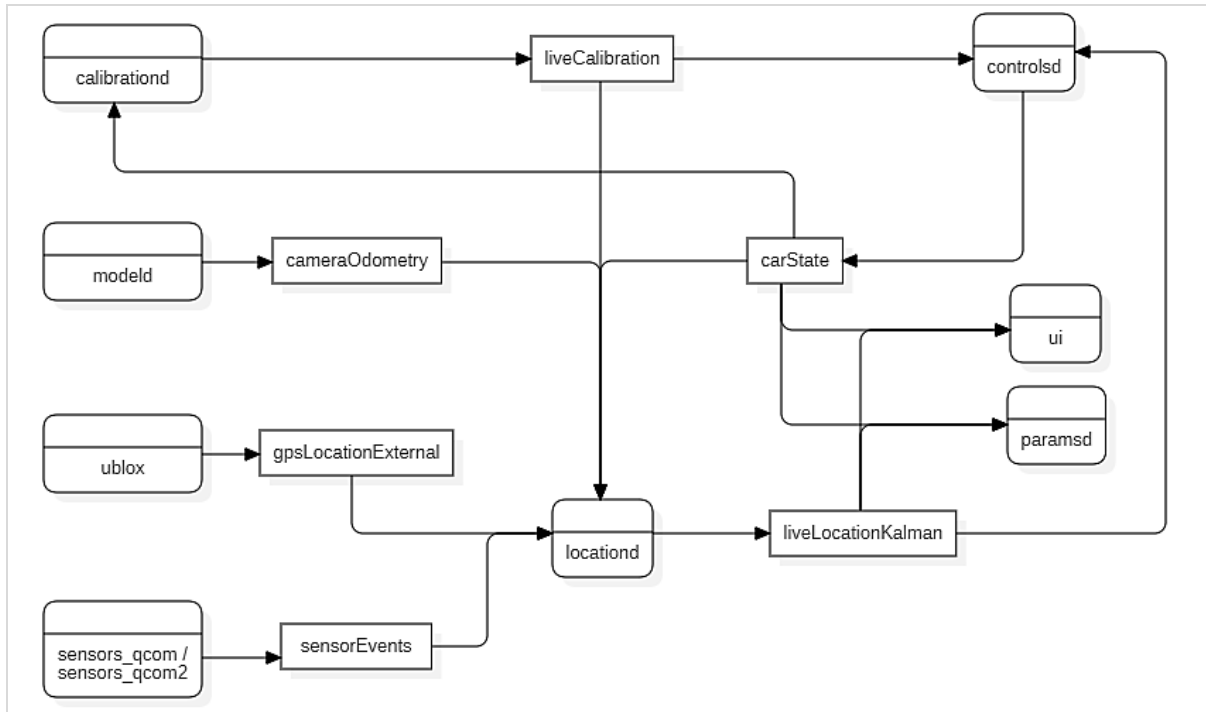 calibrationd
liveCalibration
controlsd
modeld
cameraOdometry
carState
ui
paramsd
ublox
gpsLocationExternal
locationd
liveLocationKalman
sensors_qcom /
sensors_qcom2
sensorEvents